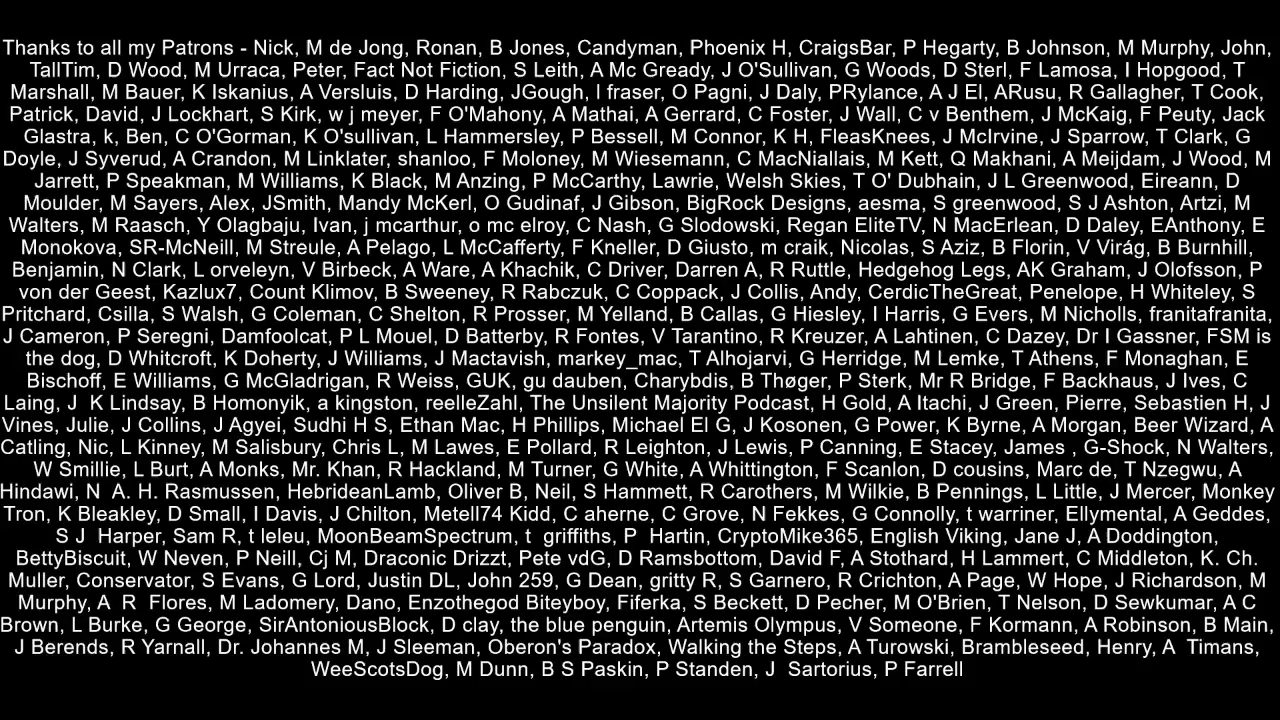 Thanks to all my Patrons - Nick, M de Jong, Ronan, B Jones, Candyman, Phoenix H, CraigsBar, P Hegarty, B Johnson, M Murphy, John,
TallTim, D Wood, M Urraca, Peter, Fact Not Fiction, S Leith, A Mc Gready, J O'Sullivan, G Woods, D Sterl, F Lamosa, I Hopgood, T
Marshall, M Bauer, K Iskanius, A Versluis, D Harding, JGough, l fraser, O Pagni, J Daly, PRylance, A J El, ARusu, R Gallagher, T Cook,
Patrick, David, J Lockhart, S Kirk, w j meyer, F O'Mahony, A Mathai, A Gerrard, C Foster, J Wall, C v Benthem, J McKaig, F Peuty, Jack
Glastra, k, Ben, C O'Gorman, K O'sullivan, L Hammersley, P Bessell, M Connor, K H, FleasKnees, J McIrvine, J Sparrow, T Clark, G
Doyle, J Syverud, A Crandon, M Linklater, shanloo, F Moloney, M Wiesemann, C MacNiallais, M Kett, Q Makhani, A Meijdam, J Wood, M
Jarrett, P Speakman, M Williams, K Black, M Anzing, P McCarthy, Lawrie, Welsh Skies, T O' Dubhain, J L Greenwood, Eireann, D
Moulder, M Sayers, Alex, JSmith, Mandy McKerl, O Gudinaf, J Gibson, BigRock Designs, aesma, S greenwood, S J Ashton, Artzi, M
Walters, M Raasch, Y Olagbaju, Ivan, j mcarthur, o mc elroy, C Nash, G Slodowski, Regan EliteTV, N MacErlean, D Daley, EAnthony, E
Monokova, SR-McNeill, M Streule, A Pelago, L McCafferty, F Kneller, D Giusto, m craik, Nicolas, S Aziz, B Florin, V Virág, B Burnhill,
Benjamin, N Clark, L orveleyn, V Birbeck, A Ware, A Khachik, C Driver, Darren A, R Ruttle, Hedgehog Legs, AK Graham, J Olofsson, P
von der Geest, Kazlux7, Count Klimov, B Sweeney, R Rabczuk, C Coppack, J Collis, Andy, CerdicTheGreat, Penelope, H Whiteley, S
Pritchard, Csilla, S Walsh, G Coleman, C Shelton, R Prosser, M Yelland, B Callas, G Hiesley, I Harris, G Evers, M Nicholls, franitafranita,
J Cameron, P Seregni, Damfoolcat, P L Mouel, D Batterby, R Fontes, V Tarantino, R Kreuzer, A Lahtinen, C Dazey, Dr I Gassner, FSM is
the dog, D Whitcroft, K Doherty, J Williams, J Mactavish, markey_mac, T Alhojarvi, G Herridge, M Lemke, T Athens, F Monaghan, E
Bischoff, E Williams, G McGladrigan, R Weiss, GUK, gu dauben, Charybdis, B Thøger, P Sterk, Mr R Bridge, F Backhaus, J Ives, C
Laing, J  K Lindsay, B Homonyik, a kingston, reelleZahl, The Unsilent Majority Podcast, H Gold, A Itachi, J Green, Pierre, Sebastien H, J
Vines, Julie, J Collins, J Agyei, Sudhi H S, Ethan Mac, H Phillips, Michael El G, J Kosonen, G Power, K Byrne, A Morgan, Beer Wizard, A
Catling, Nic, L Kinney, M Salisbury, Chris L, M Lawes, E Pollard, R Leighton, J Lewis, P Canning, E Stacey, James , G-Shock, N Walters,
W Smillie, L Burt, A Monks, Mr. Khan, R Hackland, M Turner, G White, A Whittington, F Scanlon, D cousins, Marc de, T Nzegwu, A
Hindawi, N  A. H. Rasmussen, HebrideanLamb, Oliver B, Neil, S Hammett, R Carothers, M Wilkie, B Pennings, L Little, J Mercer, Monkey
Tron, K Bleakley, D Small, I Davis, J Chilton, Metell74 Kidd, C aherne, C Grove, N Fekkes, G Connolly, t warriner, Ellymental, A Geddes,
S J  Harper, Sam R, t leleu, MoonBeamSpectrum, t  griffiths, P  Hartin, CryptoMike365, English Viking, Jane J, A Doddington,
BettyBiscuit, W Neven, P Neill, Cj M, Draconic Drizzt, Pete vdG, D Ramsbottom, David F, A Stothard, H Lammert, C Middleton, K. Ch.
Muller, Conservator, S Evans, G Lord, Justin DL, John 259, G Dean, gritty R, S Garnero, R Crichton, A Page, W Hope, J Richardson, M
Murphy, A  R  Flores, M Ladomery, Dano, Enzothegod Biteyboy, Fiferka, S Beckett, D Pecher, M O'Brien, T Nelson, D Sewkumar, A C
Brown, L Burke, G George, SirAntoniousBlock, D clay, the blue penguin, Artemis Olympus, V Someone, F Kormann, A Robinson, B Main,
J Berends, R Yarnall, Dr. Johannes M, J Sleeman, Oberon's Paradox, Walking the Steps, A Turowski, Brambleseed, Henry, A  Timans,
WeeScotsDog, M Dunn, B S Paskin, P Standen, J  Sartorius, P Farrell